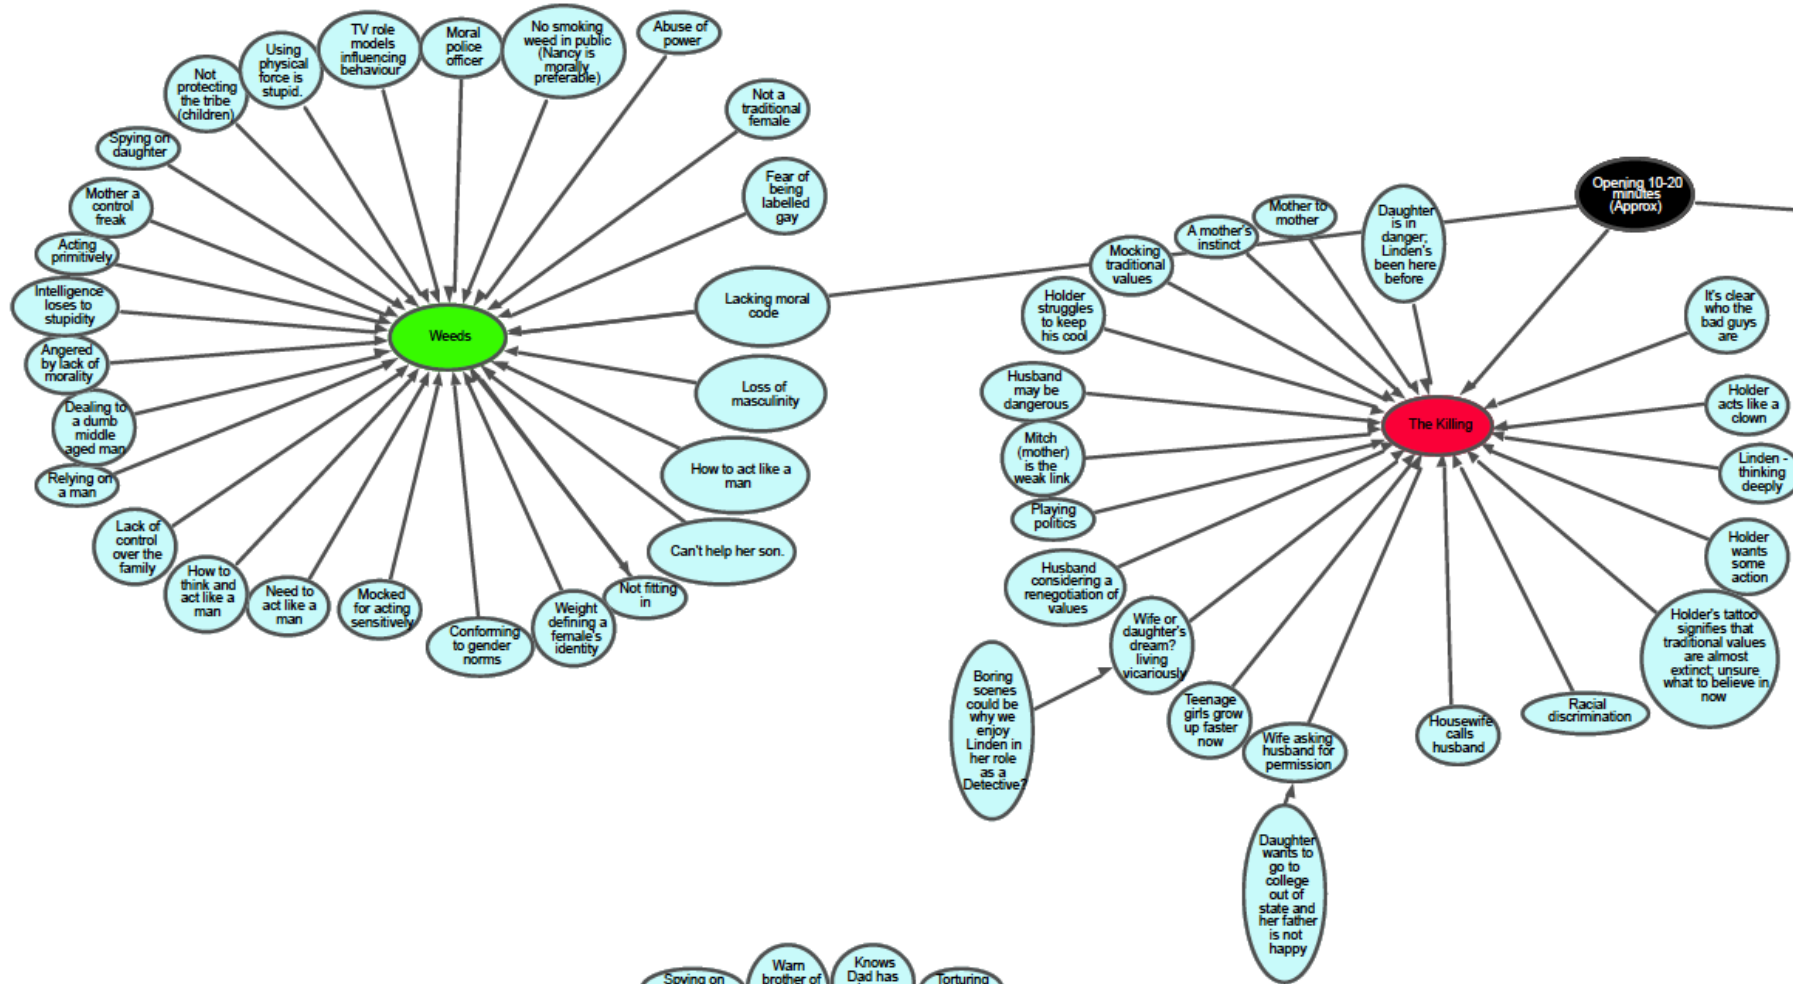 No smoking
weed in public
(Nancy is
morally
preferable)
TV role
models
influencing
behaviour
Moral
police
officer
Abuse of
power
Using
physical
force is
stupid.
Not
protecting
the tribe
(children)
Not a
traditional
female
Spying on
daughter
Fear of
being
labelled
gay
Mother a
control
freak
Acting
primitively
Intelligence
loses to
stupidity
Lacking moral
code
Weeds
Angered
by lack of
morality
Loss of
masculinity
Dealing to
a dumb
middle
aged man
How to act like a
man
Relying on
a man
Lack of
control
over the
family
Can't help her son.
How to
think and
act like a
man
Need to
act like a
man
Mocked
for acting
sensitively
Conforming
to gender
norms
Weight
defining a
female's
identity
Not fitting
in
Opening 10-20
minutes
(Approx)
Mother to
mother
Daughter
is in
danger;
Linden's
been here
before
A mother's
instinct
Mocking
traditional
values
Holder
struggles
to keep
his cool
It's clear
who the
bad guys
are
Husband
may be
dangerous
Holder
acts like a
clown
The Killing
Mitch
(mother)
is the
weak link
Linden -
thinking
deeply
Playing
politics
Holder
wants
some
action
Husband
considering a
renegotiation of
values
Wife or
daughter's
dream?
living
vicariously
Holder's tattoo
signifies that
traditional values
are almost
extinct; unsure
what to believe in
now
Boring
scenes
could be
why we
enjoy
Linden in
her role
as a
Detective?
Teenage
girls grow
up faster
now
Wife asking
husband for
permission
Housewife
calls
husband
Racial
discrimination
Daughter
wants to
go to
college
out of
state and
her father
is not
happy
Spying on
Warn
brother of
Knows
Dad has
Torturing